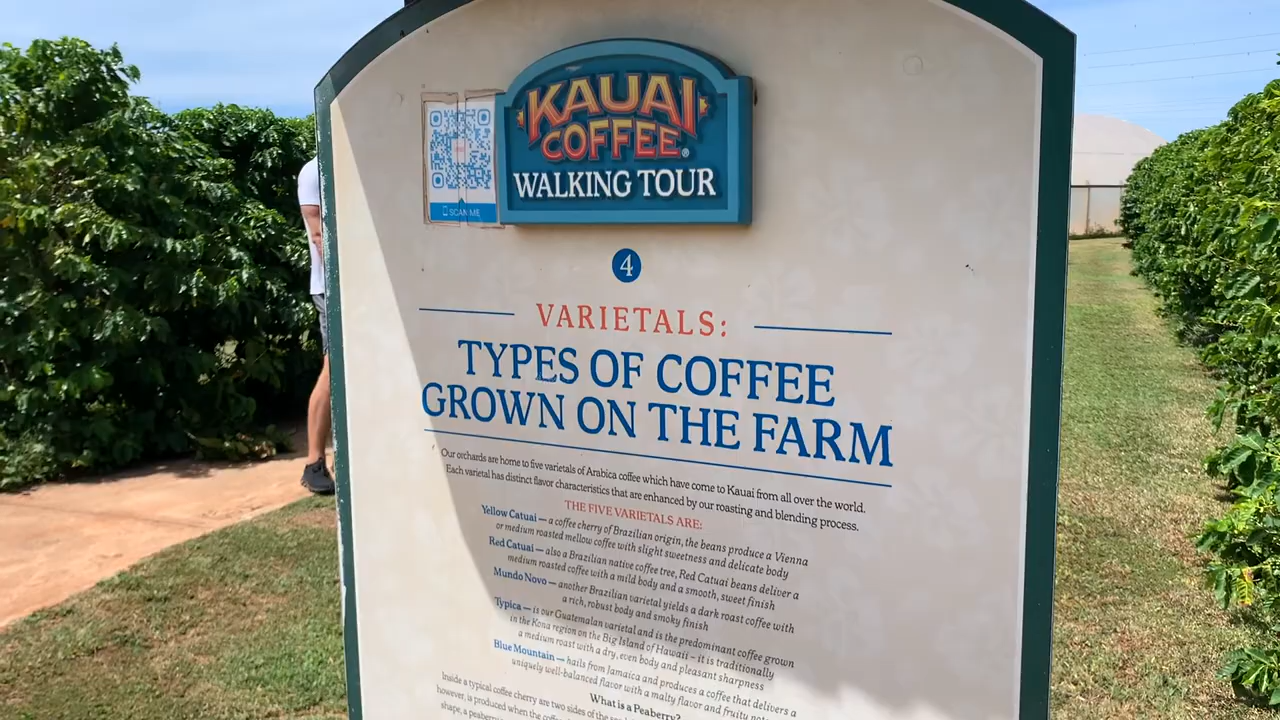 KAUAI
COFFEE®
WALKING TOUR
SCAN ME
4
VARIETALS:
TYPES OF COFFEE
GROWN ON THE FARM
Our orchards are home to five varietals of Arabica coffee which have come to Kauai from all over the world.
Each varietal has distinct flavor characteristics that are enhanced by our roasting and blending process.
THE FIVE VARIETALS ARE:
Yellow Catuai — a coffee cherry of Brazilian origin, the beans produce a Vienna
or medium roasted mellow coffee with slight sweetness and delicate body
Red Catuai — also a Brazilian native coffee tree, Red Catuai beans deliver a
medium roasted coffee with a mild body and a smooth, sweet finish
Mundo Novo — another Brazilian varietal yields a dark roast coffee with
a rich, robust body and smoky finish
Typica — is our Guatemalan varietal and is the predominant coffee grown
in the Kona region on the Big Island of Hawaii – it is traditionally
a medium roast with a dry, even body and pleasant sharpness
Blue Mountain — hails from Jamaica and produces a coffee that delivers a
uniquely well-balanced flavor with a malty flavor and fruity notes
What is a Peaberry?
Inside a typical coffee cherry are two sides of the
however, is produced when the
shape, a peaberry